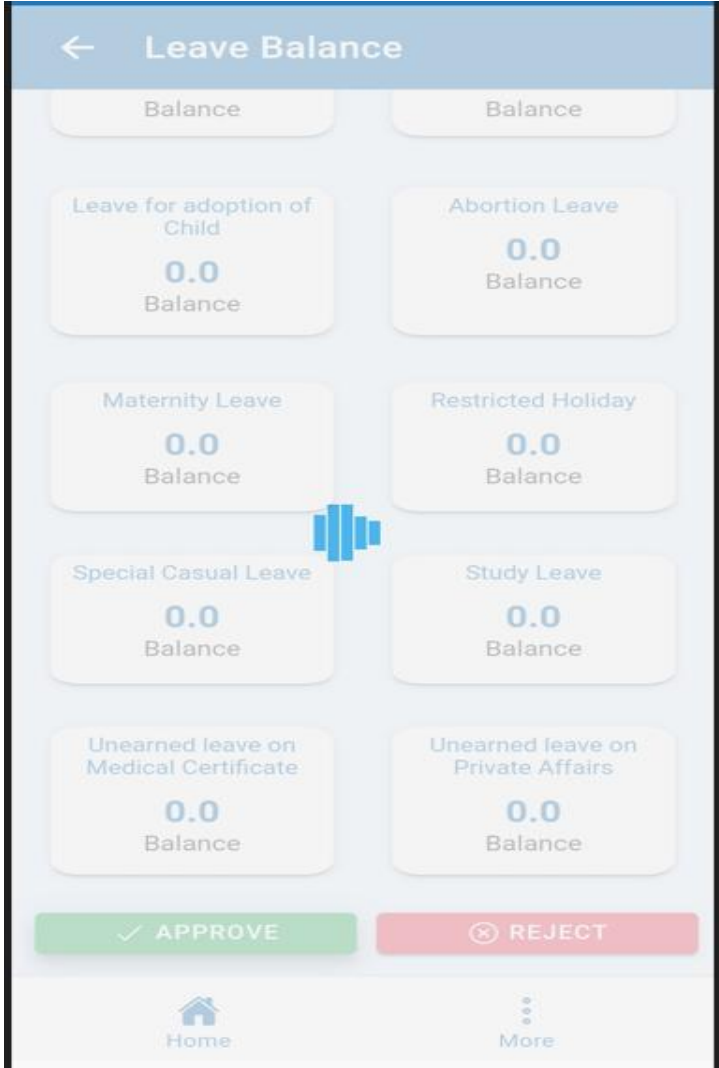 Leave Balance
Balance
Balance
Leave for adoption of
Child
0.0
Balance
Abortion Leave
0.0
Balance
Maternity Leave
0.0
Balance
Restricted Holiday
0.0
Balance
Special Casual Leave
0.0
Balance
Study Leave
0.0
Balance
Unearned leave on
Medical Certificate
0.0
Balance
Unearned leave on
Private Affairs
0.0
Balance
APPROVE
REJECT
Home
More